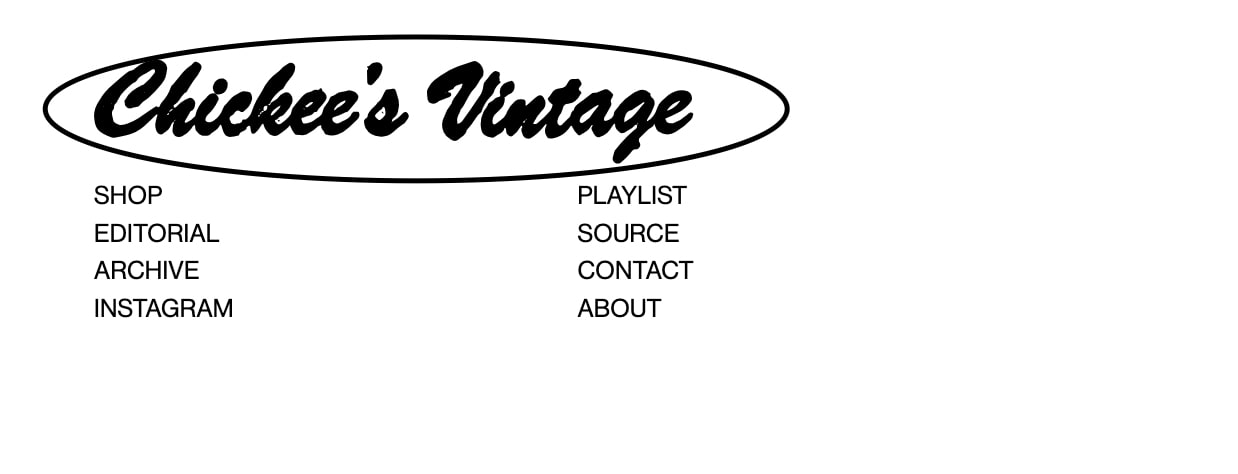 Chickee's Vintage
SHOP
EDITORIAL
ARCHIVE
INSTAGRAM
PLAYLIST
SOURCE
CONTACT
ABOUT